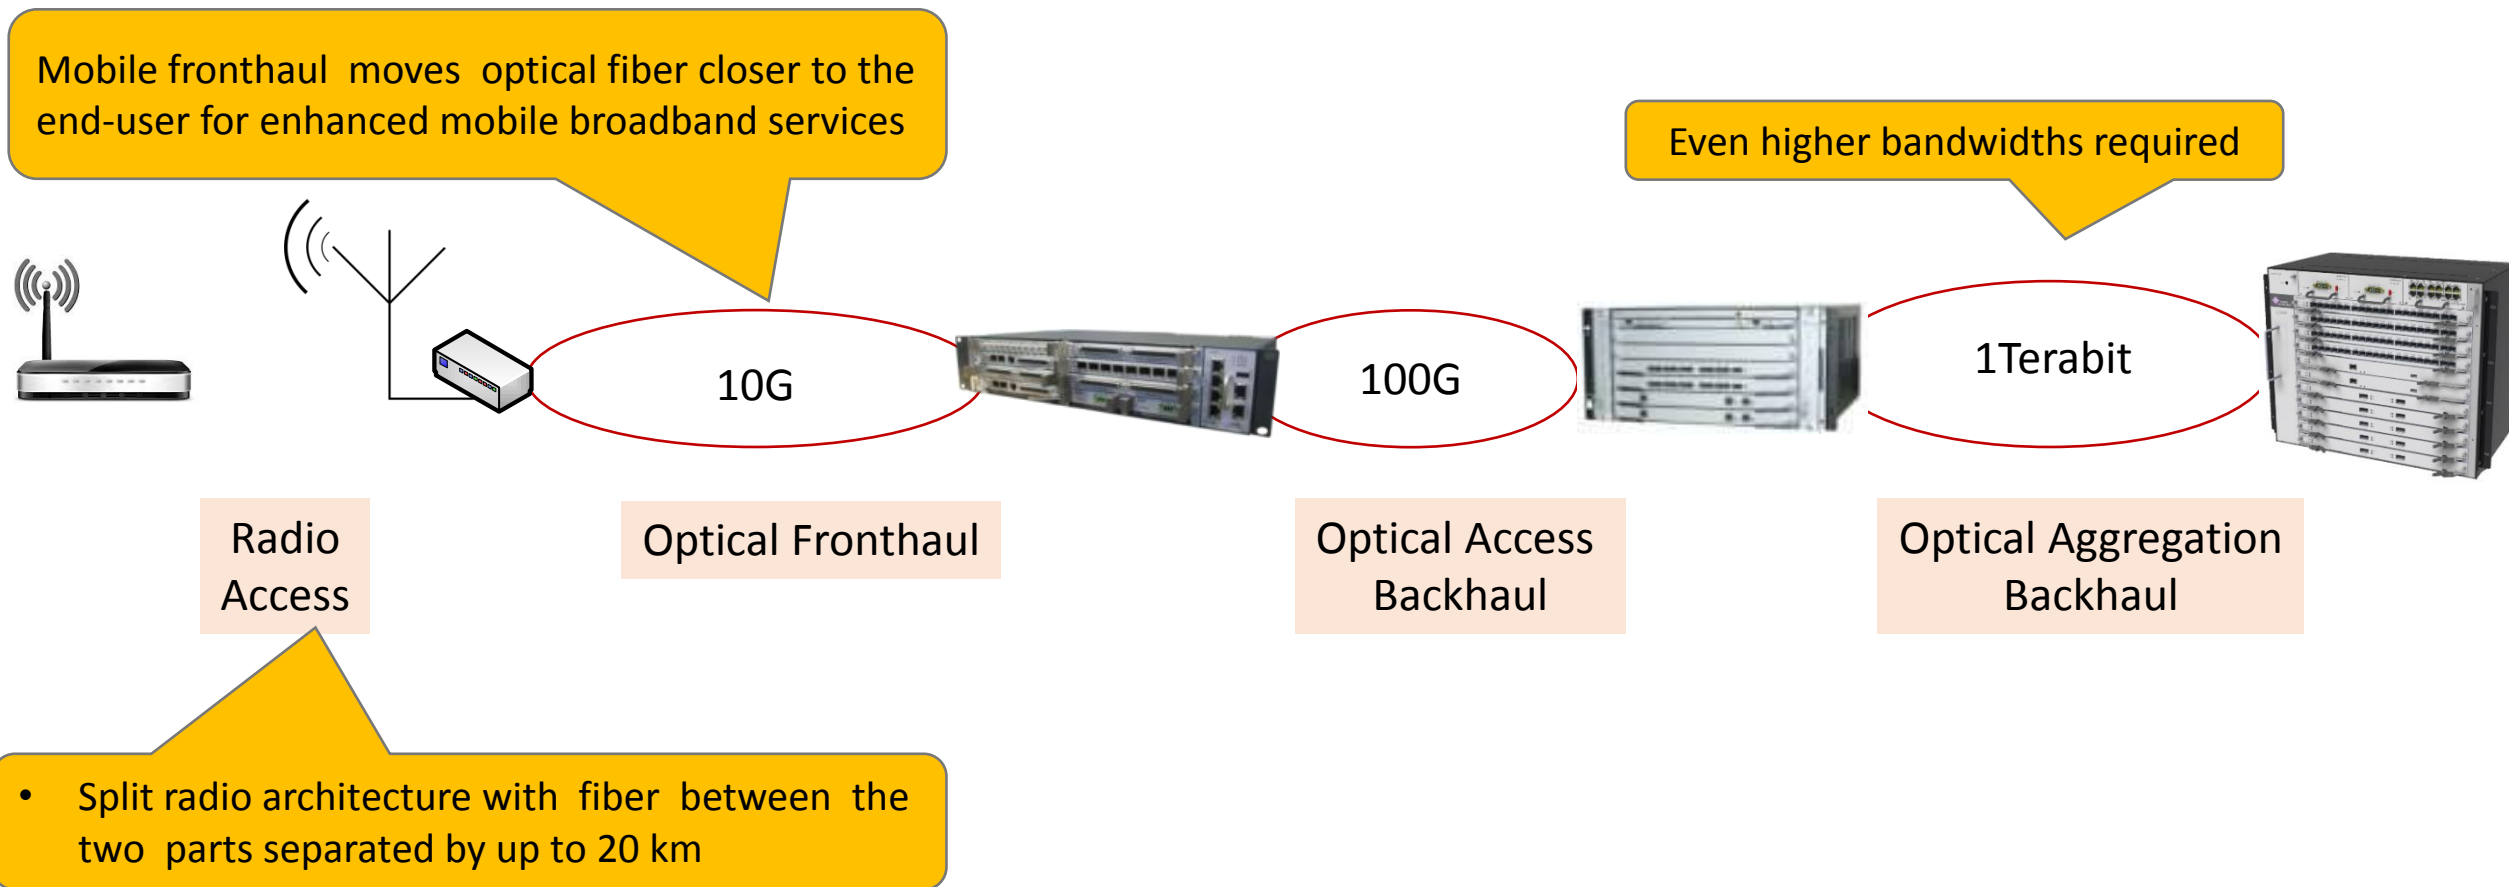 Mobile fronthaul moves optical fiber closer to the
end-user for enhanced mobile broadband services
Even higher bandwidths required
10G
100G
1Terabit
Radio
Access
Optical Fronthaul
Optical Access
Backhaul
Optical Aggregation
Backhaul
• Split radio architecture with fiber between the
two parts separated by up to 20 km